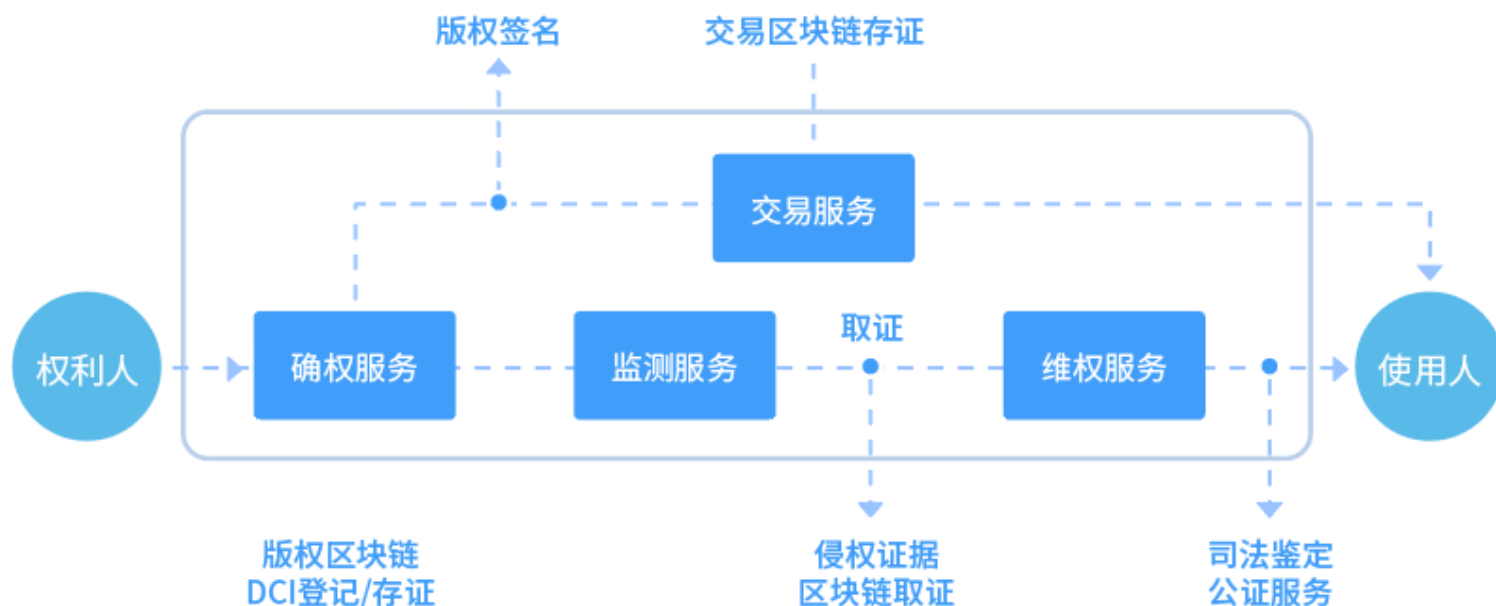 版权签名
交易区块链存证
交易服务
取证
权利人
确权服务
监测服务
维权服务
使用人
版权区块链
DCI登记/存证
侵权证据
区块链取证
司法鉴定
公证服务